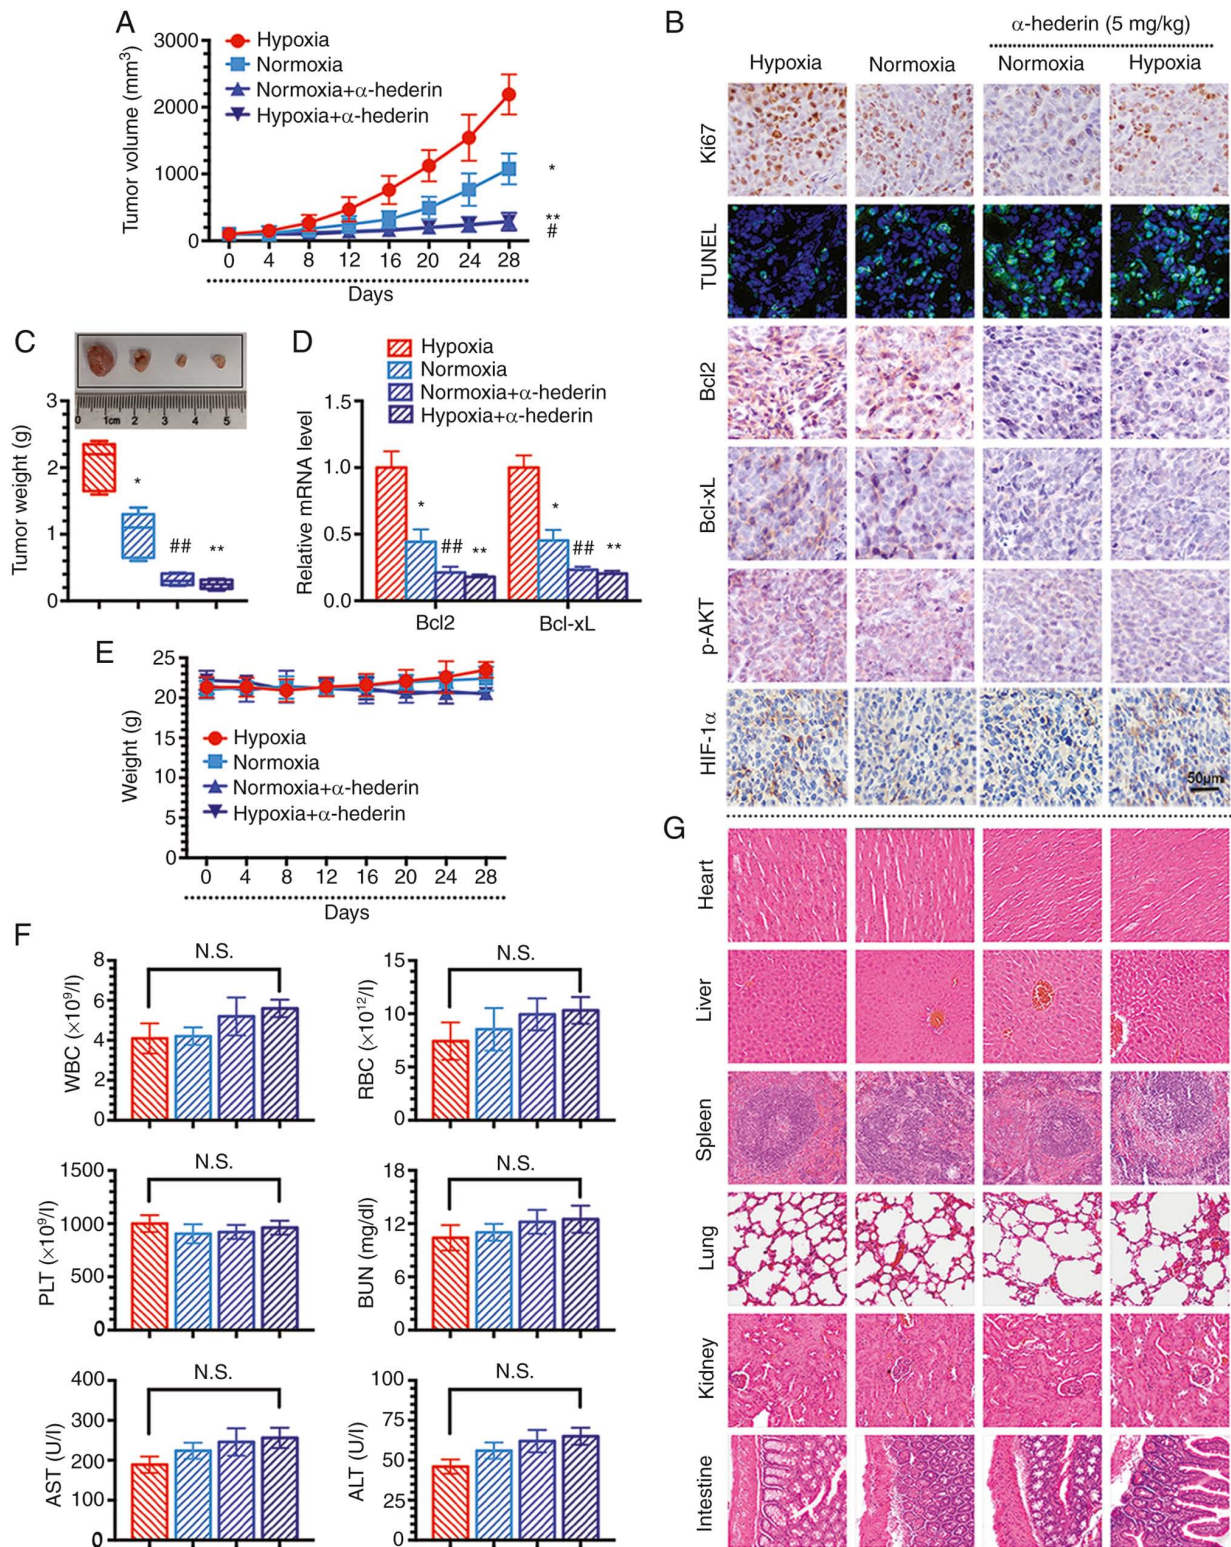 A
Tumor volume (mm³)
3000
2000
1000
0
Hypoxia
Normoxia
Normoxia+α-hederin
Hypoxia+α-hederin
*
**
#
0 4 8 12 16 20 24 28
Days
B
α-hederin (5 mg/kg)
Hypoxia Normoxia Normoxia Hypoxia
Ki67
TUNEL
Bcl2
Bcl-xL
p-AKT
HIF-1α
50μm
C
Tumor weight (g)
3
2
1
0
0 1cm 2 3 4 5
*
##
**
D
Hypoxia
Normoxia
Normoxia+α-hederin
Hypoxia+α-hederin
Relative mRNA level
1.5
1.0
0.5
0.0
* ## ** * ## **
Bcl2 Bcl-xL
E
Weight (g)
25
20
15
10
5
0
Hypoxia
Normoxia
Normoxia+α-hederin
Hypoxia+α-hederin
0 4 8 12 16 20 24 28
Days
F
WBC (×10⁹/l)
8
6
4
2
0
N.S.
RBC (×10¹²/l)
15
10
5
0
N.S.
PLT (×10⁹/l)
1500
1000
500
0
N.S.
BUN (mg/dl)
18
12
6
0
N.S.
AST (U/l)
400
300
200
100
0
N.S.
ALT (U/l)
100
75
50
25
0
N.S.
G
Heart
Liver
Spleen
Lung
Kidney
Intestine